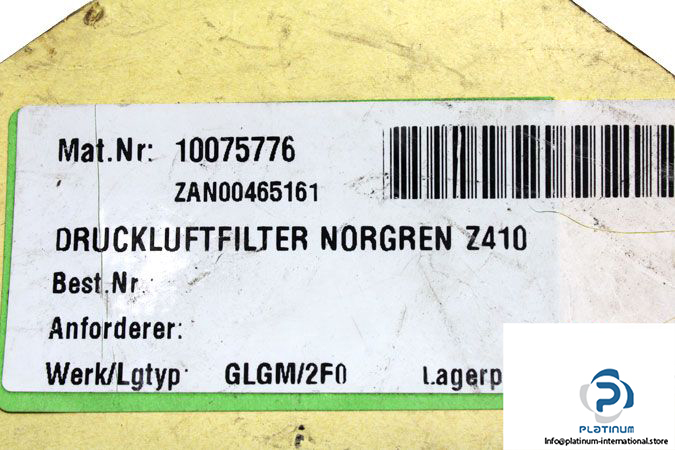 Mat.Nr: 10075776
ZAN00465161
DRUCKLUFTFILTER NORGREN Z410
Best.Nr
Anforderer:
Werk/Lgtyp GLGM/2F0 Lagerp
PLATINUM
info@platinum-international.store